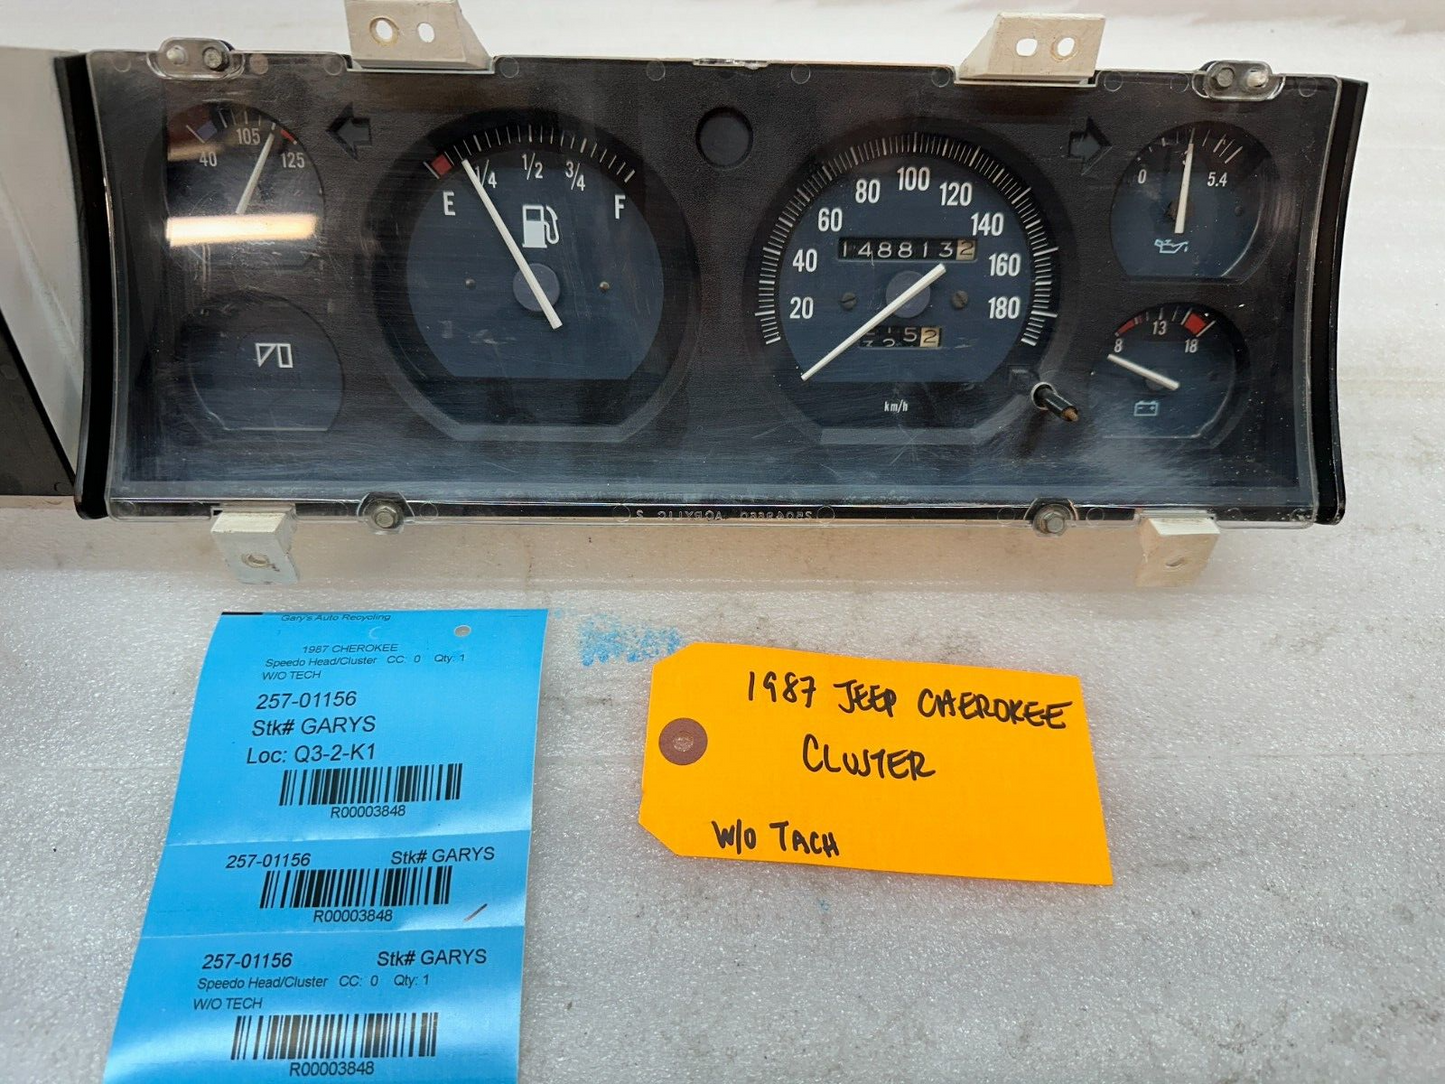 105
40 125
1/4 1/2 3/4
E F
20 40 60 80 100 120 140 160 180
148813 2
52
km/h
0 5.4
8 13 18
Gary's Auto Recycling
1987 CHEROKEE
Speedo Head/Cluster CC: 0 Qty: 1
W/O TECH
257-01156
Stk# GARYS
Loc: Q3-2-K1
R00003848
257-01156 Stk# GARYS
R00003848
257-01156 Stk# GARYS
Speedo Head/Cluster CC: 0 Qty: 1
W/O TECH
R00003848
1987 JEEP CHEROKEE
CLUSTER
W/O TACH